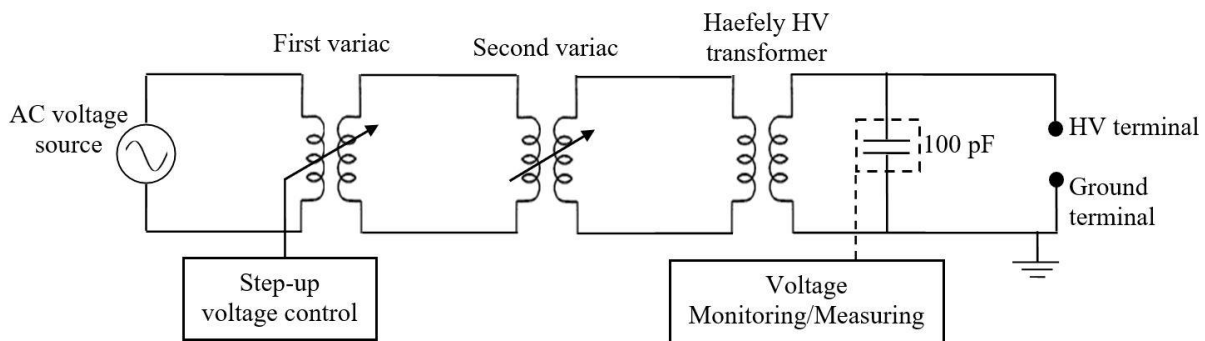 First variac
Second variac
Haefely HV
transformer
AC voltage
source
100 pF
HV terminal
Ground
terminal
Step-up
voltage control
Voltage
Monitoring/Measuring